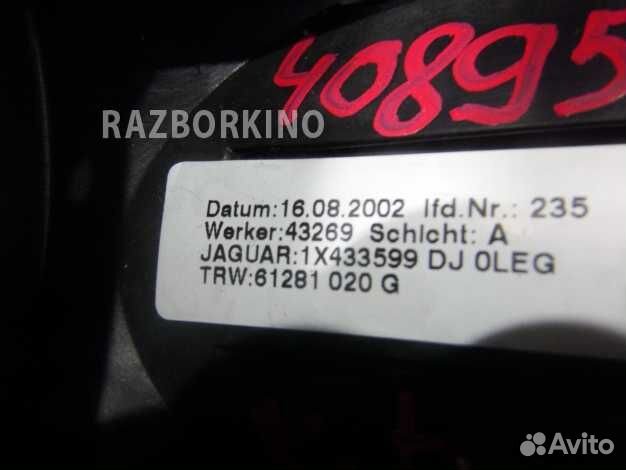 40895
RAZBORKINO
Datum:16.08.2002 lfd.Nr.: 235
Werker:43269 Schlcht: A
JAGUAR:1X433599 DJ 0LEG
TRW:61281 020 G
Avito